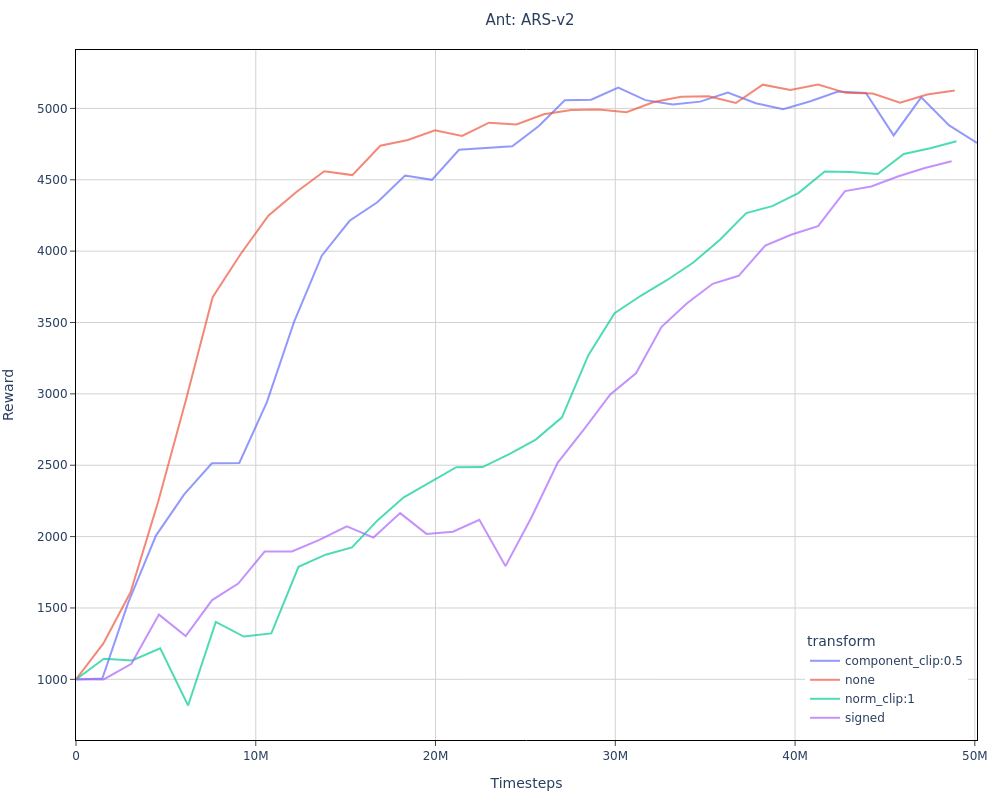 Ant: ARS-v2
Reward
5000
4500
4000
3500
3000
2500
2000
1500
1000
transform
component_clip:0.5
none
norm_clip:1
signed
0
10M
20M
30M
40M
50M
Timesteps